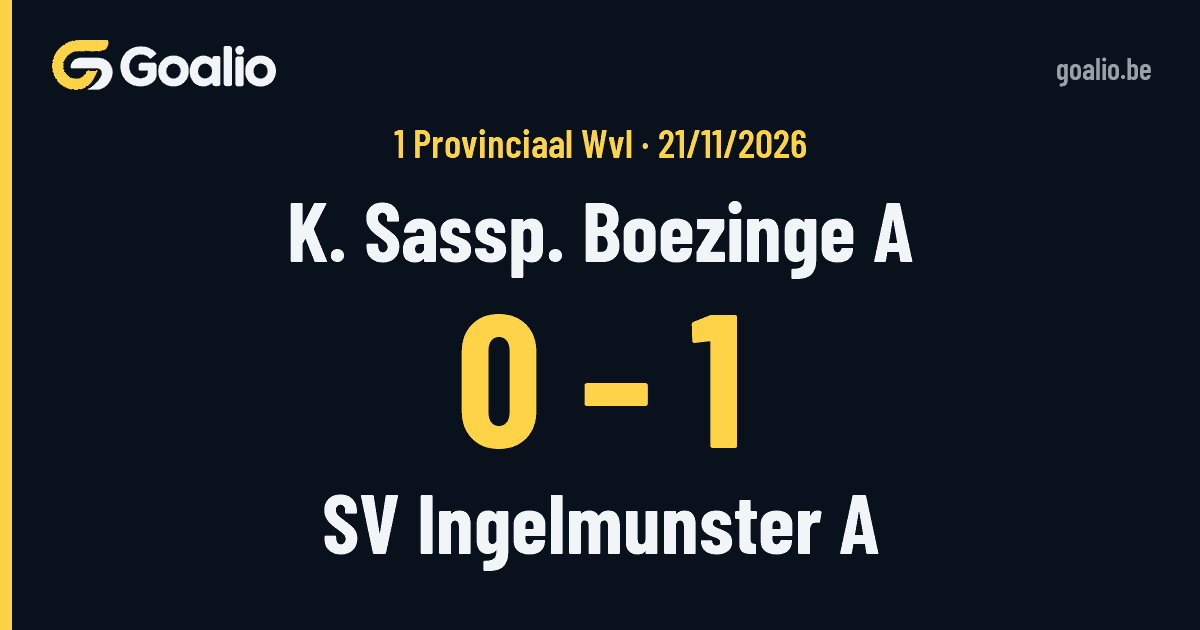 Goalio
goalio.be
1 Provinciaal Wvl · 21/11/2026
K. Sassp. Boezinge A
0 – 1
SV Ingelmunster A